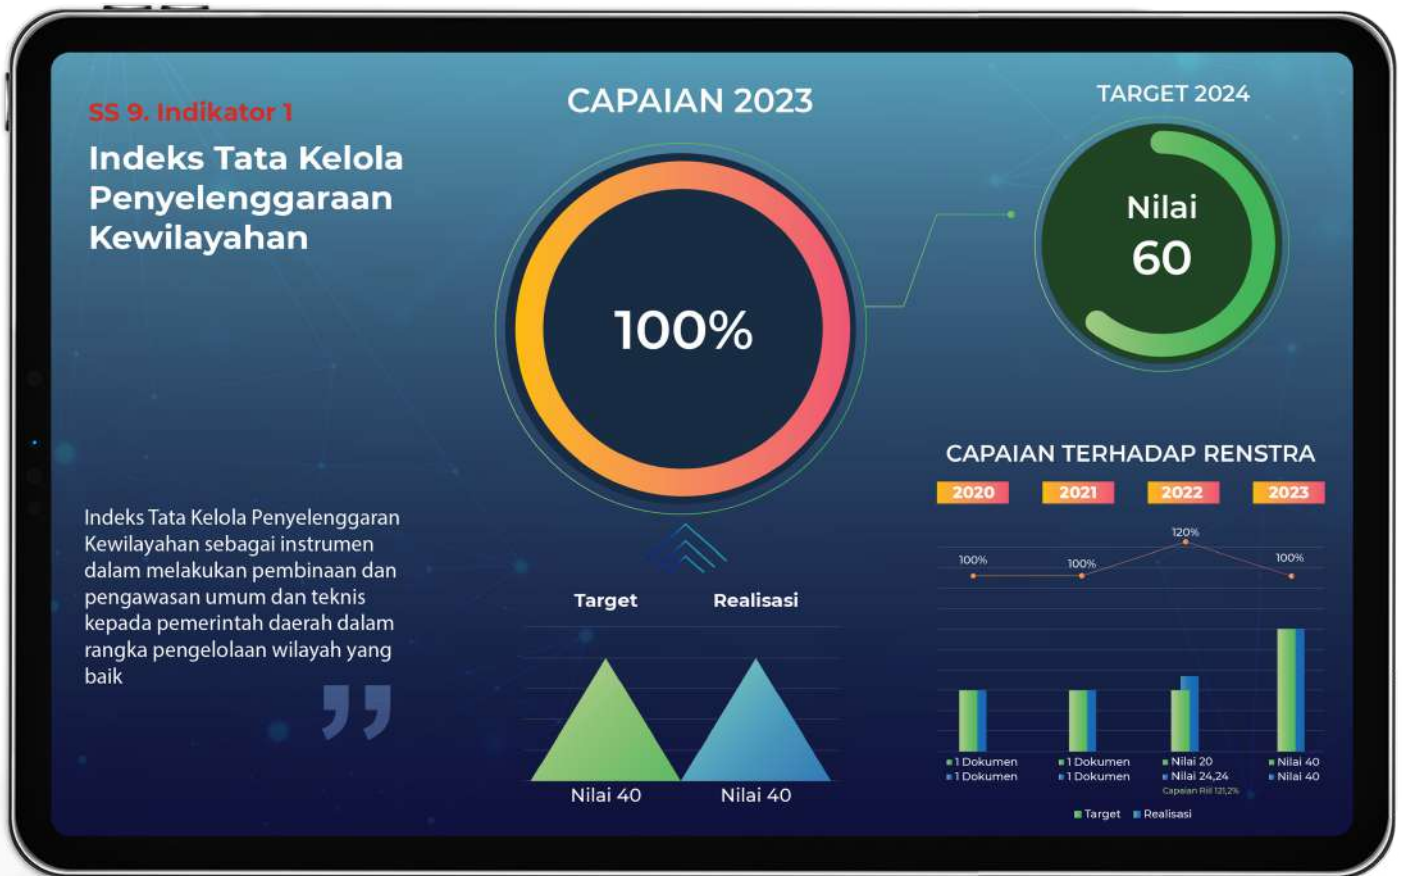 SS 9. Indikator 1
Indeks Tata Kelola
Penyelenggaraan
Kewilayahan
Indeks Tata Kelola Penyelenggaran
Kewilayahan sebagai instrumen
dalam melakukan pembinaan dan
pengawasan umum dan teknis
kepada pemerintah daerah dalam
rangka pengelolaan wilayah yang
baik
CAPAIAN 2023
100%
Target Realisasi
Nilai 40 Nilai 40
TARGET 2024
Nilai
60
CAPAIAN TERHADAP RENSTRA
2020 2021 2022 2023
100% 100% 120% 100%
1 Dokumen 1 Dokumen Nilai 20 Nilai 40
1 Dokumen 1 Dokumen Nilai 24,24 Nilai 40
Capaian Riil 121,2%
Target Realisasi